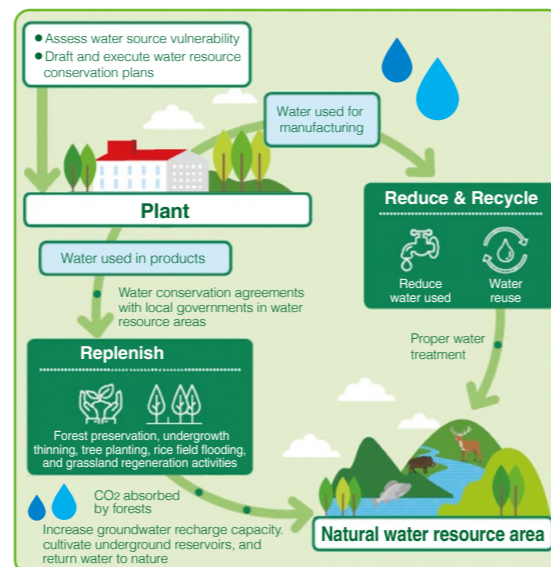 ● Assess water source vulnerability
● Draft and execute water resource
conservation plans
Water used for
manufacturing
Plant
Reduce & Recycle
Reduce
water used
Water
reuse
Water used in products
Water conservation agreements
with local governments in water
resource areas
Proper water
treatment
Replenish
Forest preservation, undergrowth
thinning, tree planting, rice field flooding,
and grassland regeneration activities
CO2 absorbed
by forests
Increase groundwater recharge capacity.
cultivate underground reservoirs, and
return water to nature
Natural water resource area